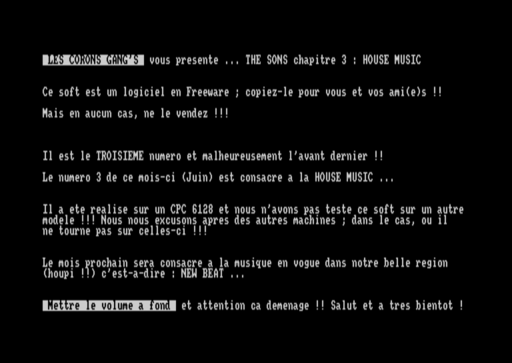 LES CORONS GANG'S vous presente ... THE SONS chapitre 3 : HOUSE MUSIC
Ce soft est un logiciel en Freeware ; copiez-le pour vous et vos ami(e)s !!
Mais en aucun cas, ne le vendez !!!
Il est le TROISIEME numero et malheureusement l'avant dernier !!
Le numero 3 de ce mois-ci (Juin) est consacre a la HOUSE MUSIC ...
Il a ete realise sur un CPC 6128 et nous n'avons pas teste ce soft sur un autre
modele !!! Nous nous excusons apres des autres machines ; dans le cas, ou il
ne tourne pas sur celles-ci !!!
Le mois prochain sera consacre a la musique en vogue dans notre belle region
(houpi !!) c'est-a-dire : NEW BEAT ...
Mettre le volume a fond et attention ca demenage !! Salut et a tres bientot !